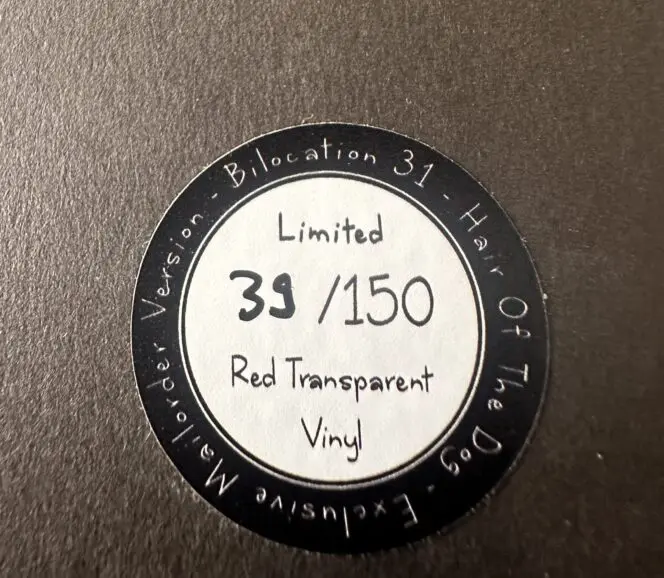 Bilocation 31 - Hair Of The Dog - Exclusive Mailorder Version -
Limited
39 /150
Red Transparent
Vinyl